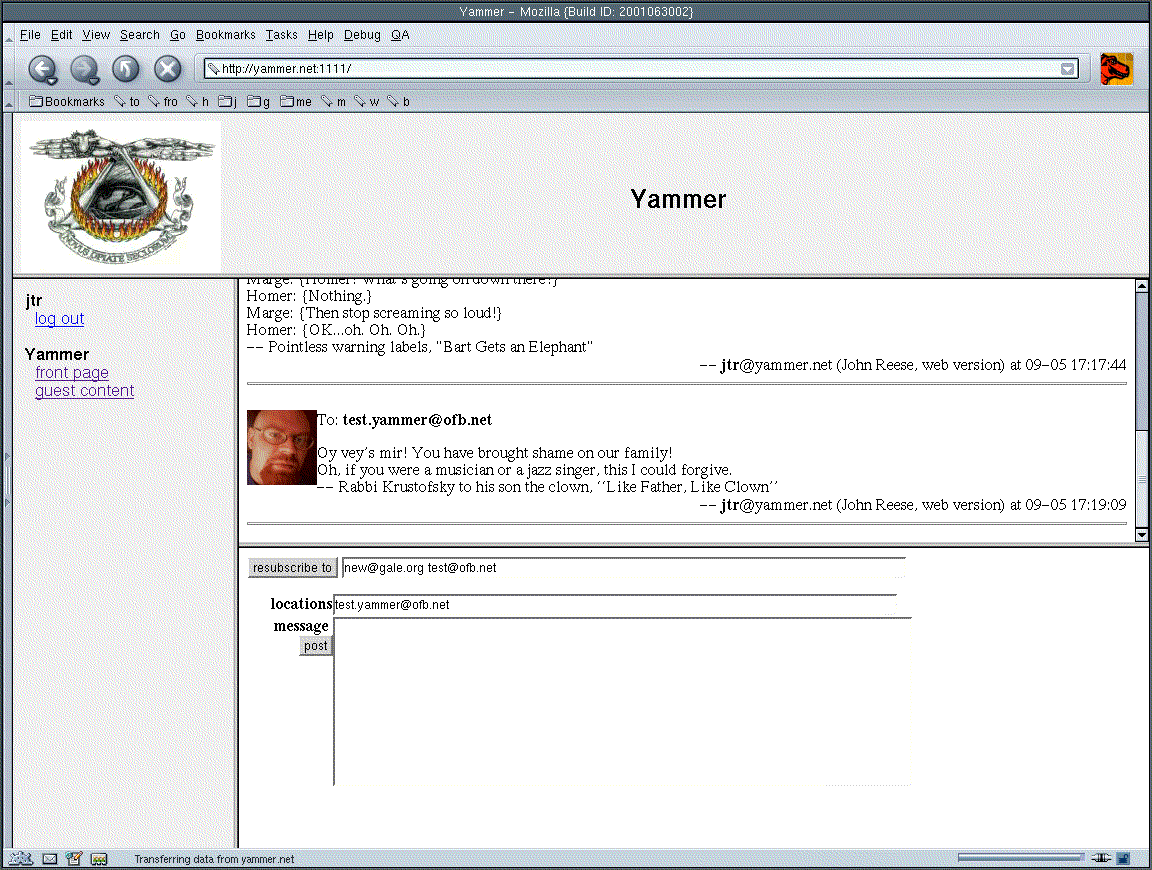 Yammer – Mozilla {Build ID: 2001063002}
File Edit View Search Go Bookmarks Tasks Help Debug QA
http://yammer.net:1111/
Bookmarks to fro h j g me m w b
Yammer
jtr
log out
Yammer
front page
guest content
Marge: {Homer? What's going on down there?}
Homer: {Nothing.}
Marge: {Then stop screaming so loud!}
Homer: {OK...oh. Oh. Oh.}
−− Pointless warning labels, "Bart Gets an Elephant"
−− jtr@yammer.net (John Reese, web version) at 09−05 17:17:44
To: test.yammer@ofb.net
Oy vey's mir! You have brought shame on our family!
Oh, if you were a musician or a jazz singer, this I could forgive.
−− Rabbi Krustofsky to his son the clown, ‘‘Like Father, Like Clown’’
−− jtr@yammer.net (John Reese, web version) at 09−05 17:19:09
resubscribe to new@gale.org test@ofb.net
locations test.yammer@ofb.net
message
post
Transferring data from yammer.net